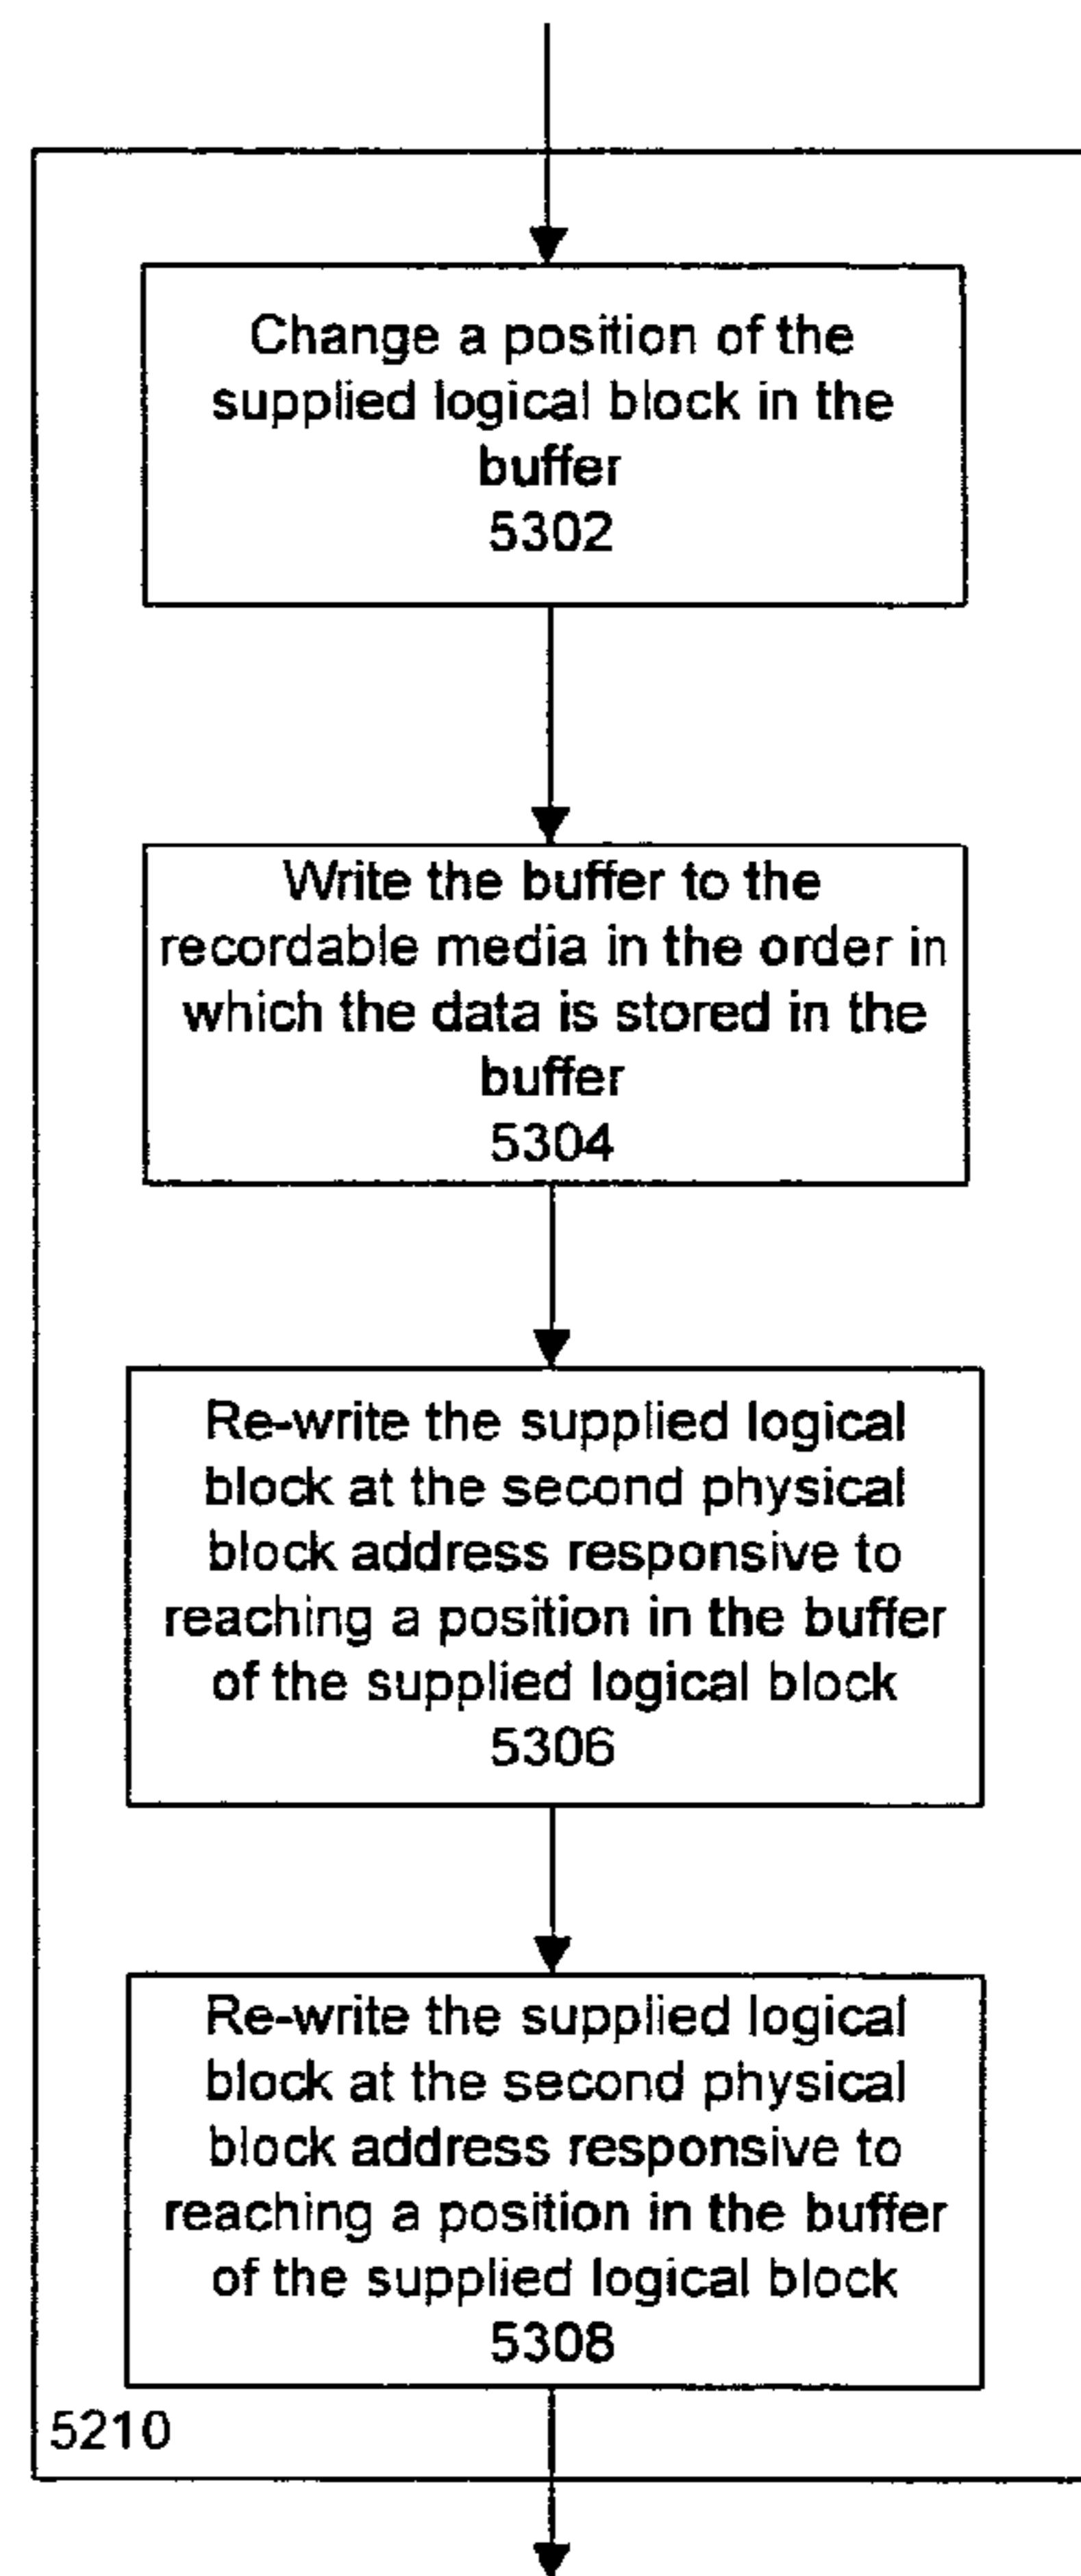 Change a position of the
supplied logical block in the
buffer
5302
Write the buffer to the
recordable media in the order in
which the data is stored in the
buffer
5304
Re-write the supplied logical
block at the second physical
block address responsive to
reaching a position in the buffer
of the supplied logical block
5306
Re-write the supplied logical
block at the second physical
block address responsive to
reaching a position in the buffer
of the supplied logical block
5308
5210